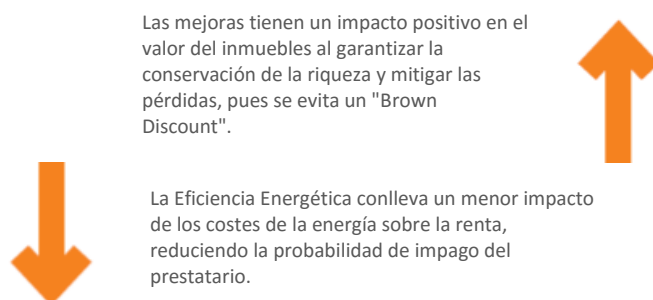 Las mejoras tienen un impacto positivo en el
valor del inmuebles al garantizar la
conservación de la riqueza y mitigar las
pérdidas, pues se evita un "Brown
Discount".
La Eficiencia Energética conlleva un menor impacto
de los costes de la energía sobre la renta,
reduciendo la probabilidad de impago del
prestatario.